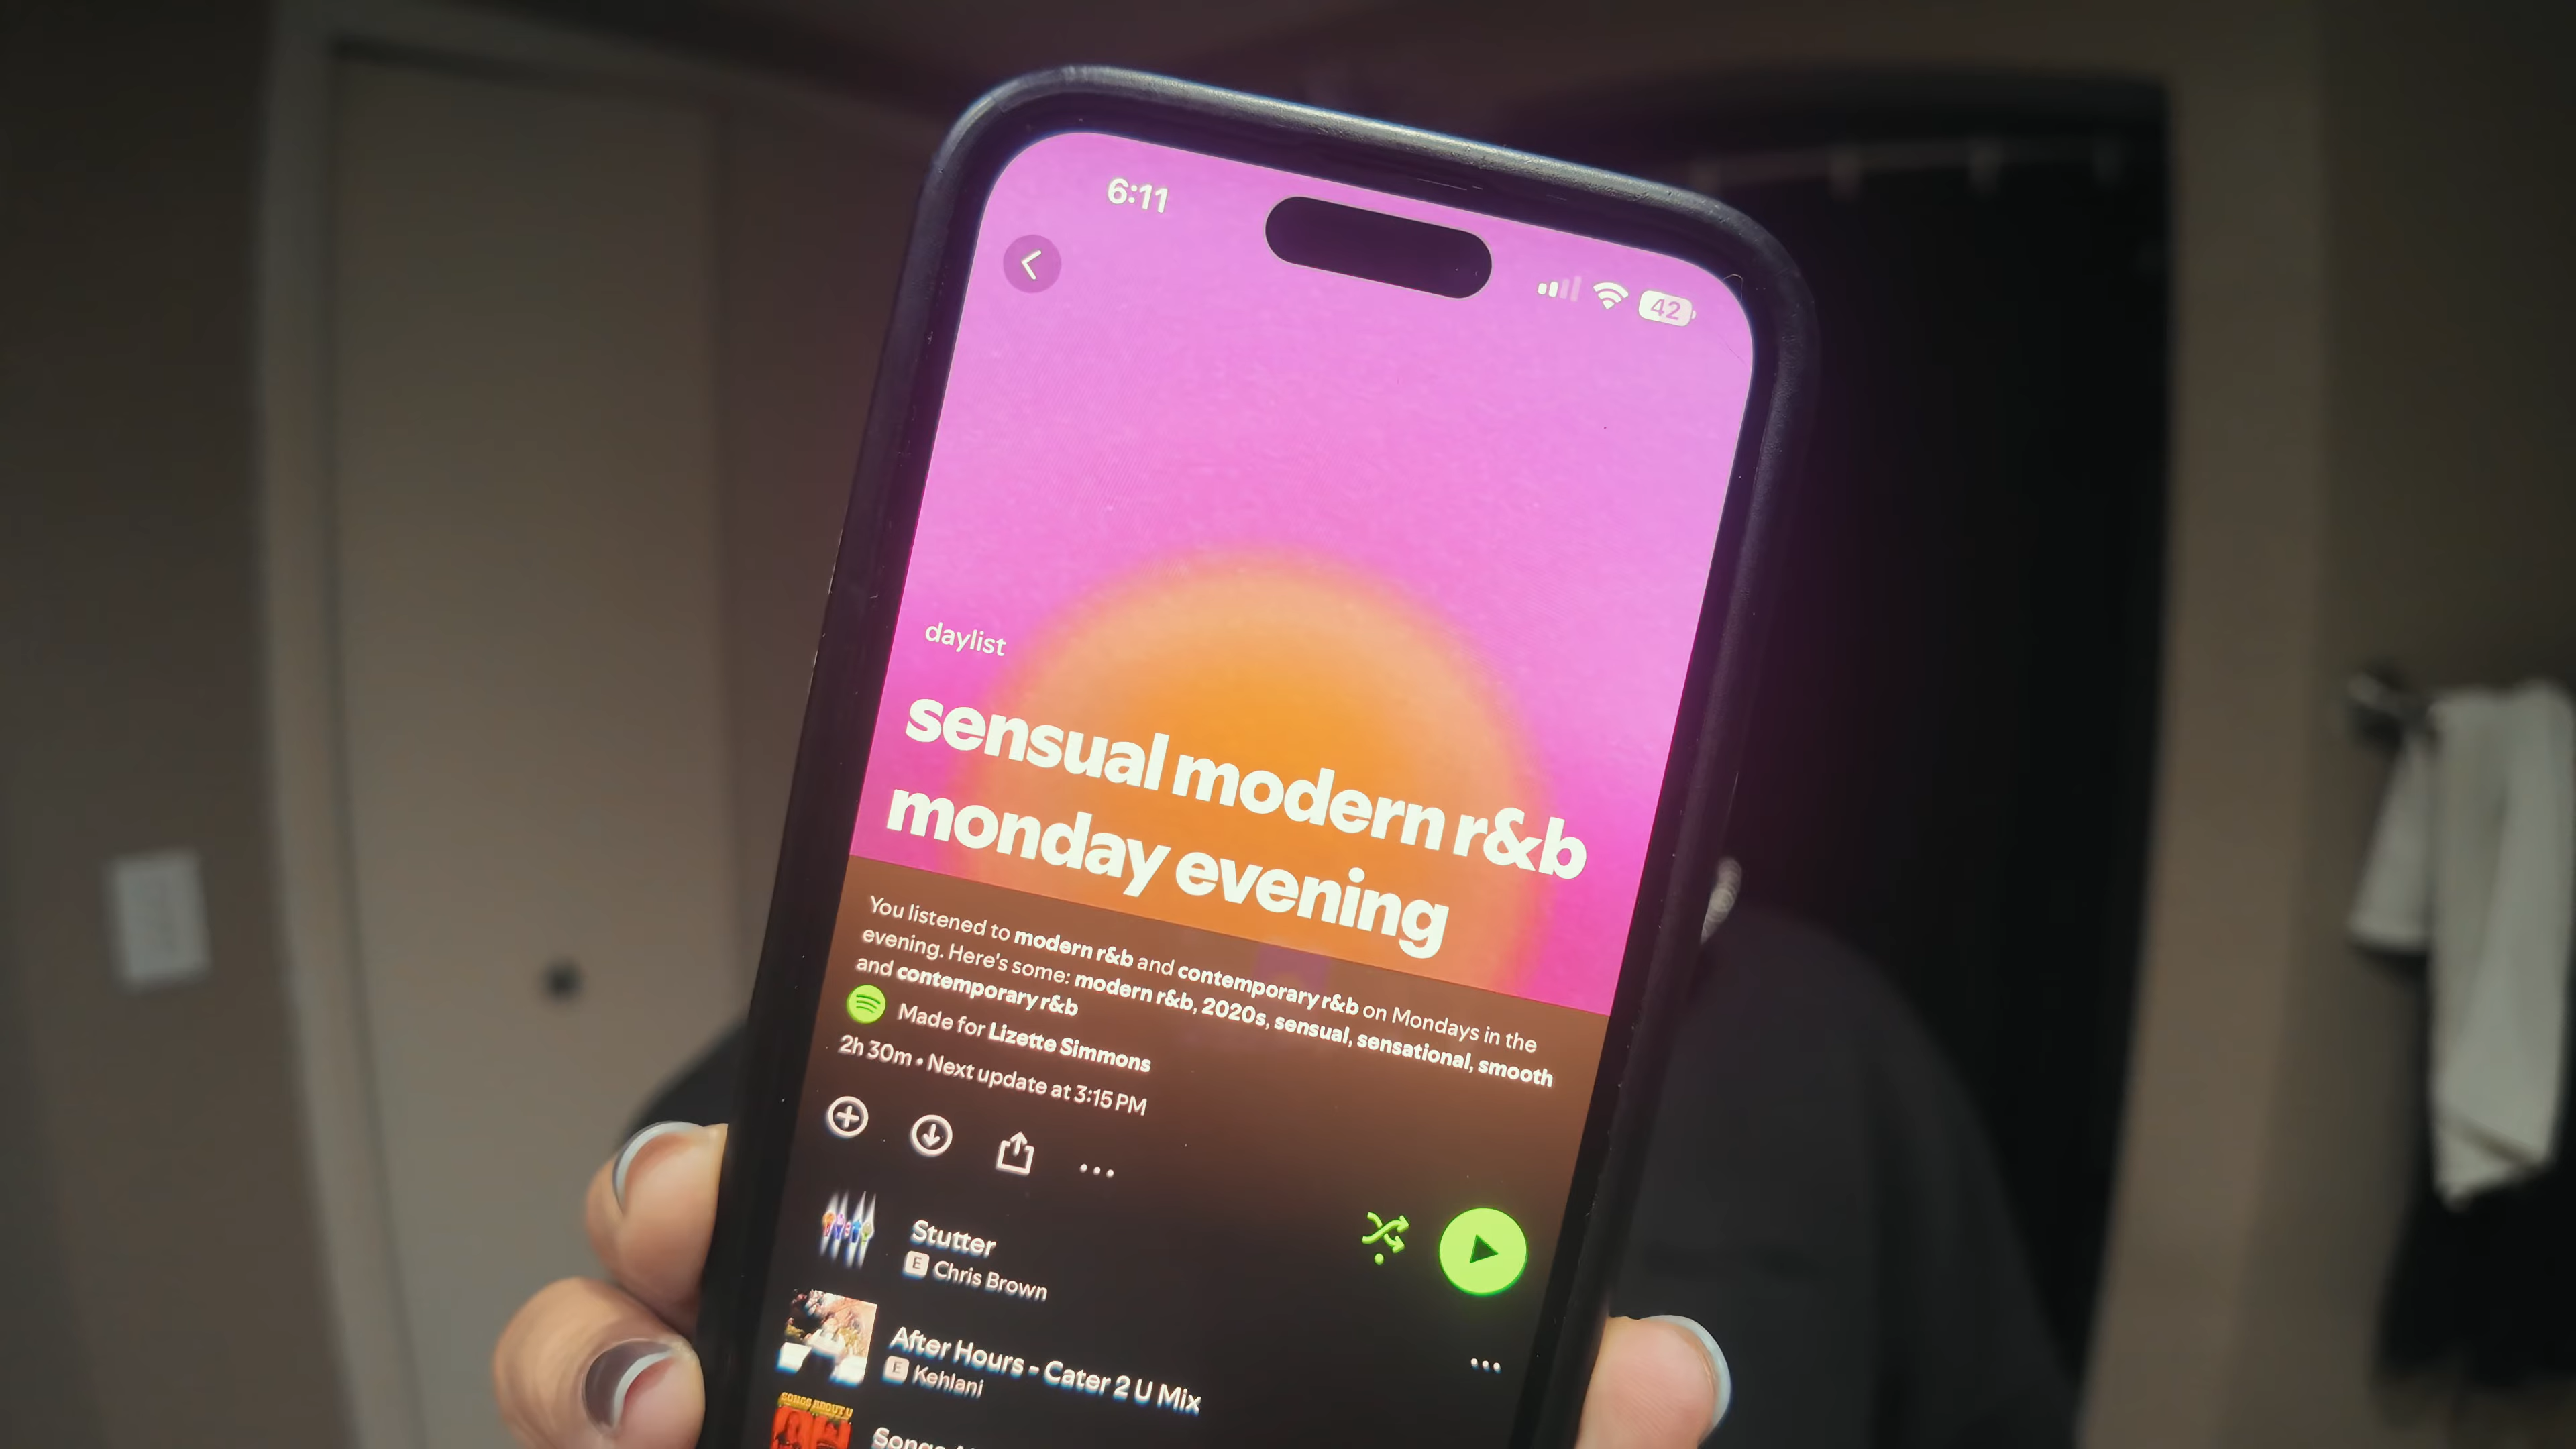 6:11
42
daylist
sensual modern r&b
monday evening
You listened to modern r&b and contemporary r&b on Mondays in the
evening. Here's some: modern r&b, 2020s, sensual, sensational, smooth
and contemporary r&b
Made for Lizette Simmons
2h 30m • Next update at 3:15 PM
Stutter
E Chris Brown
After Hours - Cater 2 U Mix
E Kehlani
SONGS ABOUT U